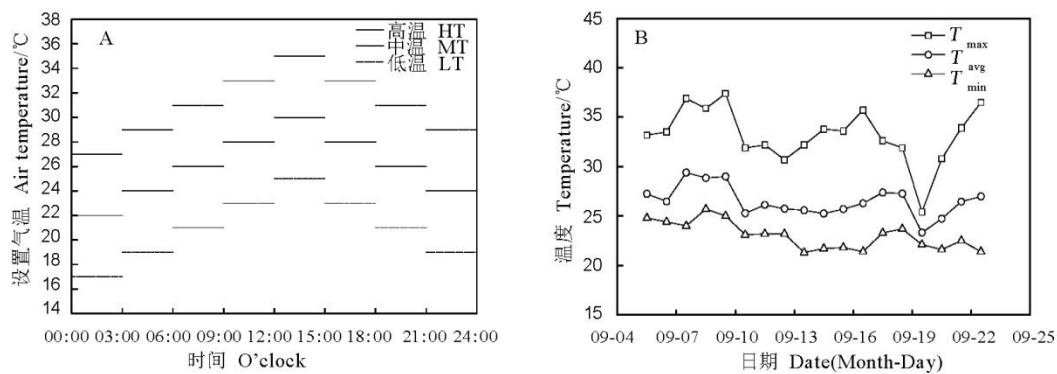 A
高温 HT
中温 MT
低温 LT
设置气温 Air temperature/℃
38
36
34
32
30
28
26
24
22
20
18
16
14
00:00 03:00 06:00 09:00 12:00 15:00 18:00 21:00 24:00
时间 O'clock
B
T max
T avg
T min
温度 Temperature/℃
45
40
35
30
25
20
15
09-04 09-07 09-10 09-13 09-16 09-19 09-22 09-25
日期 Date(Month-Day)